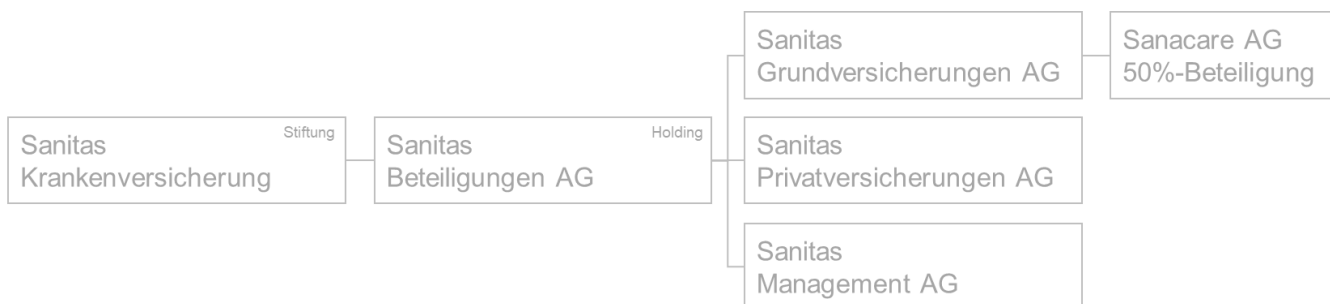 Sanitas
Krankenversicherung
Stiftung
Sanitas
Beteiligungen AG
Holding
Sanitas
Grundversicherungen AG
Sanacare AG
50%-Beteiligung
Sanitas
Privatversicherungen AG
Sanitas
Management AG